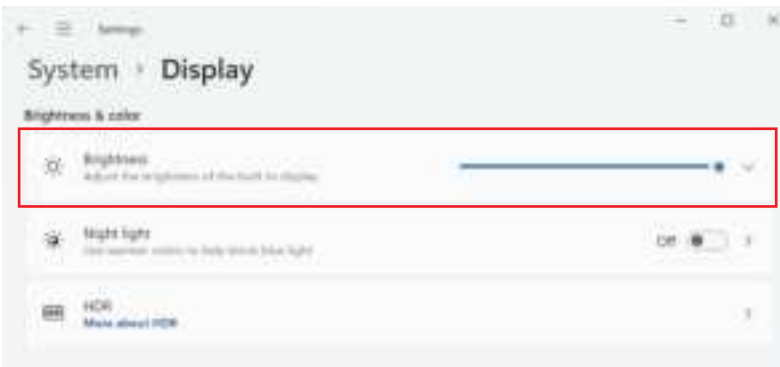 Settings
System > Display
Brightness & color
Brightness
Adjust the brightness of the built-in display
Night light
Off
Use warmer colors to help block blue light
HDR
More about HDR